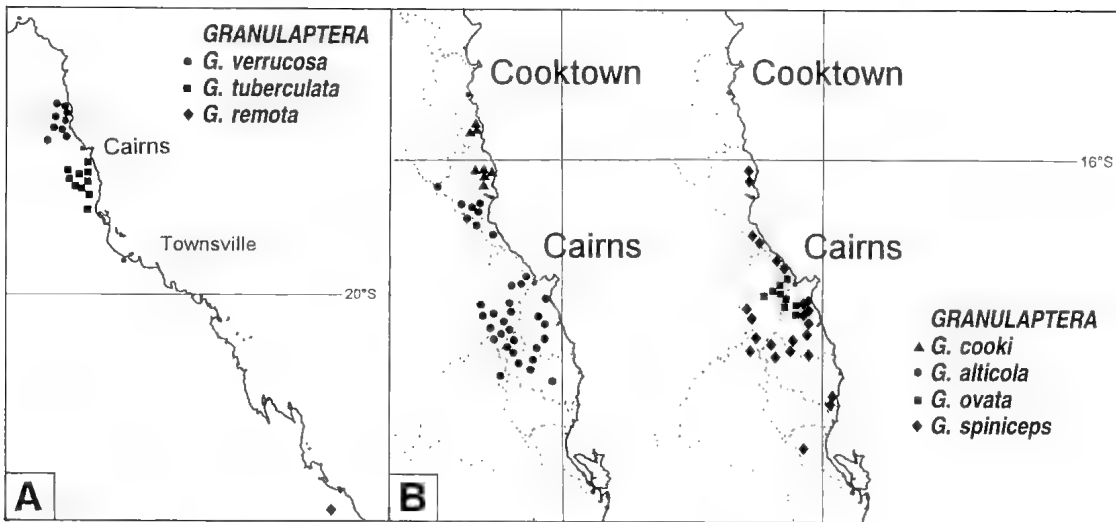 GRANULAPTERA
G. verrucosa
G. tuberculata
G. remota
Cairns
Townsville
20°S
A
Cooktown
Cairns
Cooktown
16°S
Cairns
GRANULAPTERA
G. cooki
G. alticola
G. ovata
G. spiniceps
B